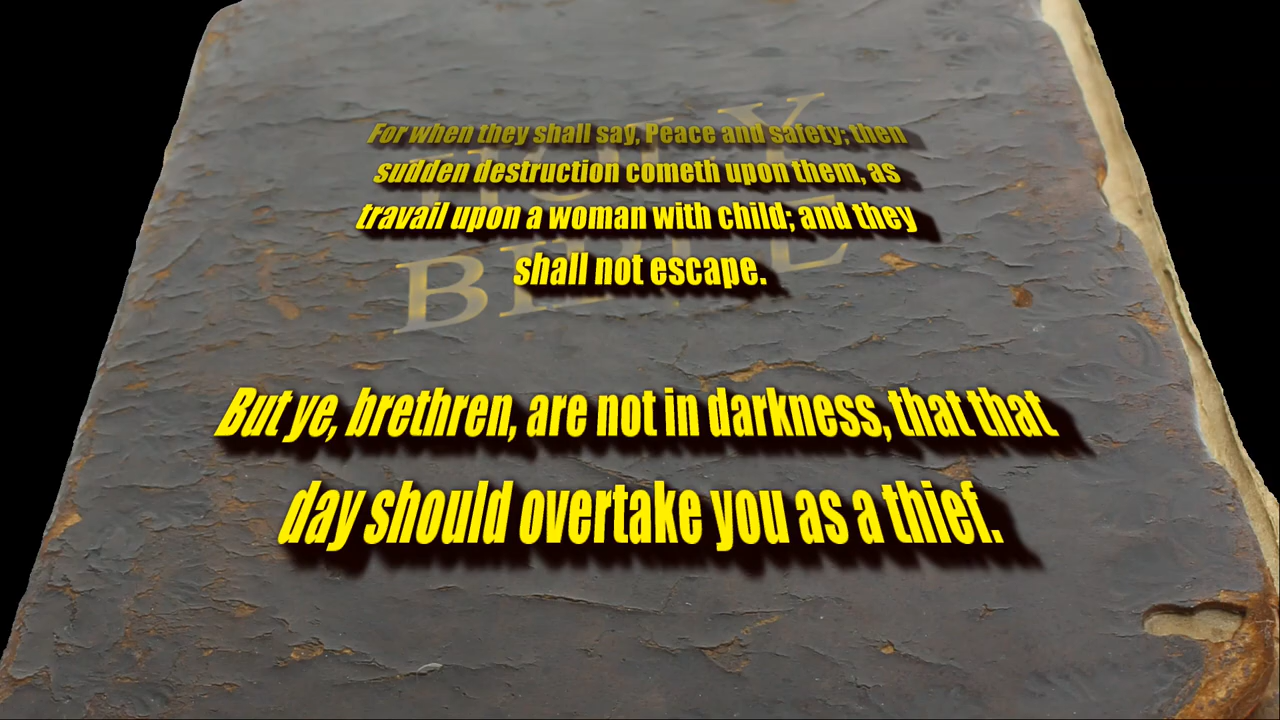 For when they shall say, Peace and safety; then
sudden destruction cometh upon them, as
travail upon a woman with child; and they
shall not escape.
But ye, brethren, are not in darkness, that that
day should overtake you as a thief.
HOLY
BIBLE